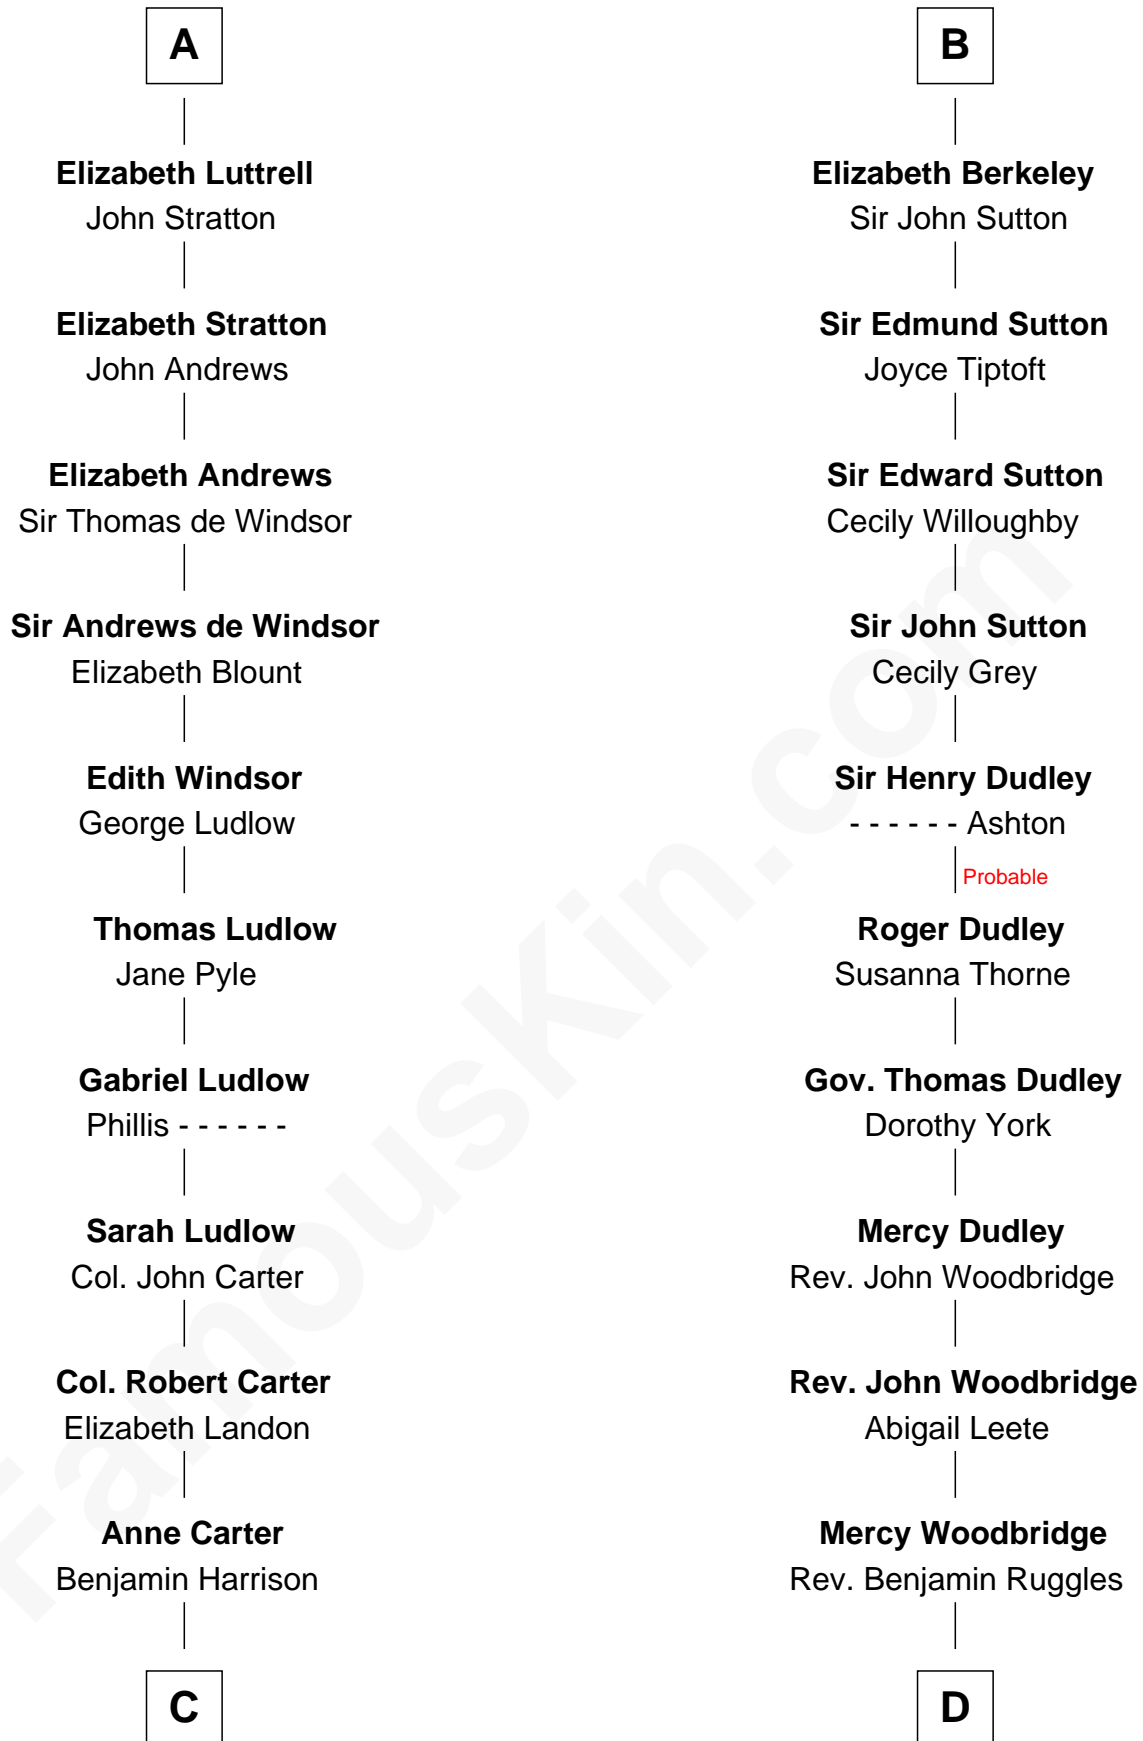 A
Elizabeth Luttrell
John Stratton
Elizabeth Stratton
John Andrews
Elizabeth Andrews
Sir Thomas de Windsor
Sir Andrews de Windsor
Elizabeth Blount
Edith Windsor
George Ludlow
Thomas Ludlow
Jane Pyle
Gabriel Ludlow
Phillis - - - - - -
Sarah Ludlow
Col. John Carter
Col. Robert Carter
Elizabeth Landon
Anne Carter
Benjamin Harrison
C
B
Elizabeth Berkeley
Sir John Sutton
Sir Edmund Sutton
Joyce Tiptoft
Sir Edward Sutton
Cecily Willoughby
Sir John Sutton
Cecily Grey
Sir Henry Dudley
- - - - - - Ashton
Probable
Roger Dudley
Susanna Thorne
Gov. Thomas Dudley
Dorothy York
Mercy Dudley
Rev. John Woodbridge
Rev. John Woodbridge
Abigail Leete
Mercy Woodbridge
Rev. Benjamin Ruggles
D
FamousKin.com